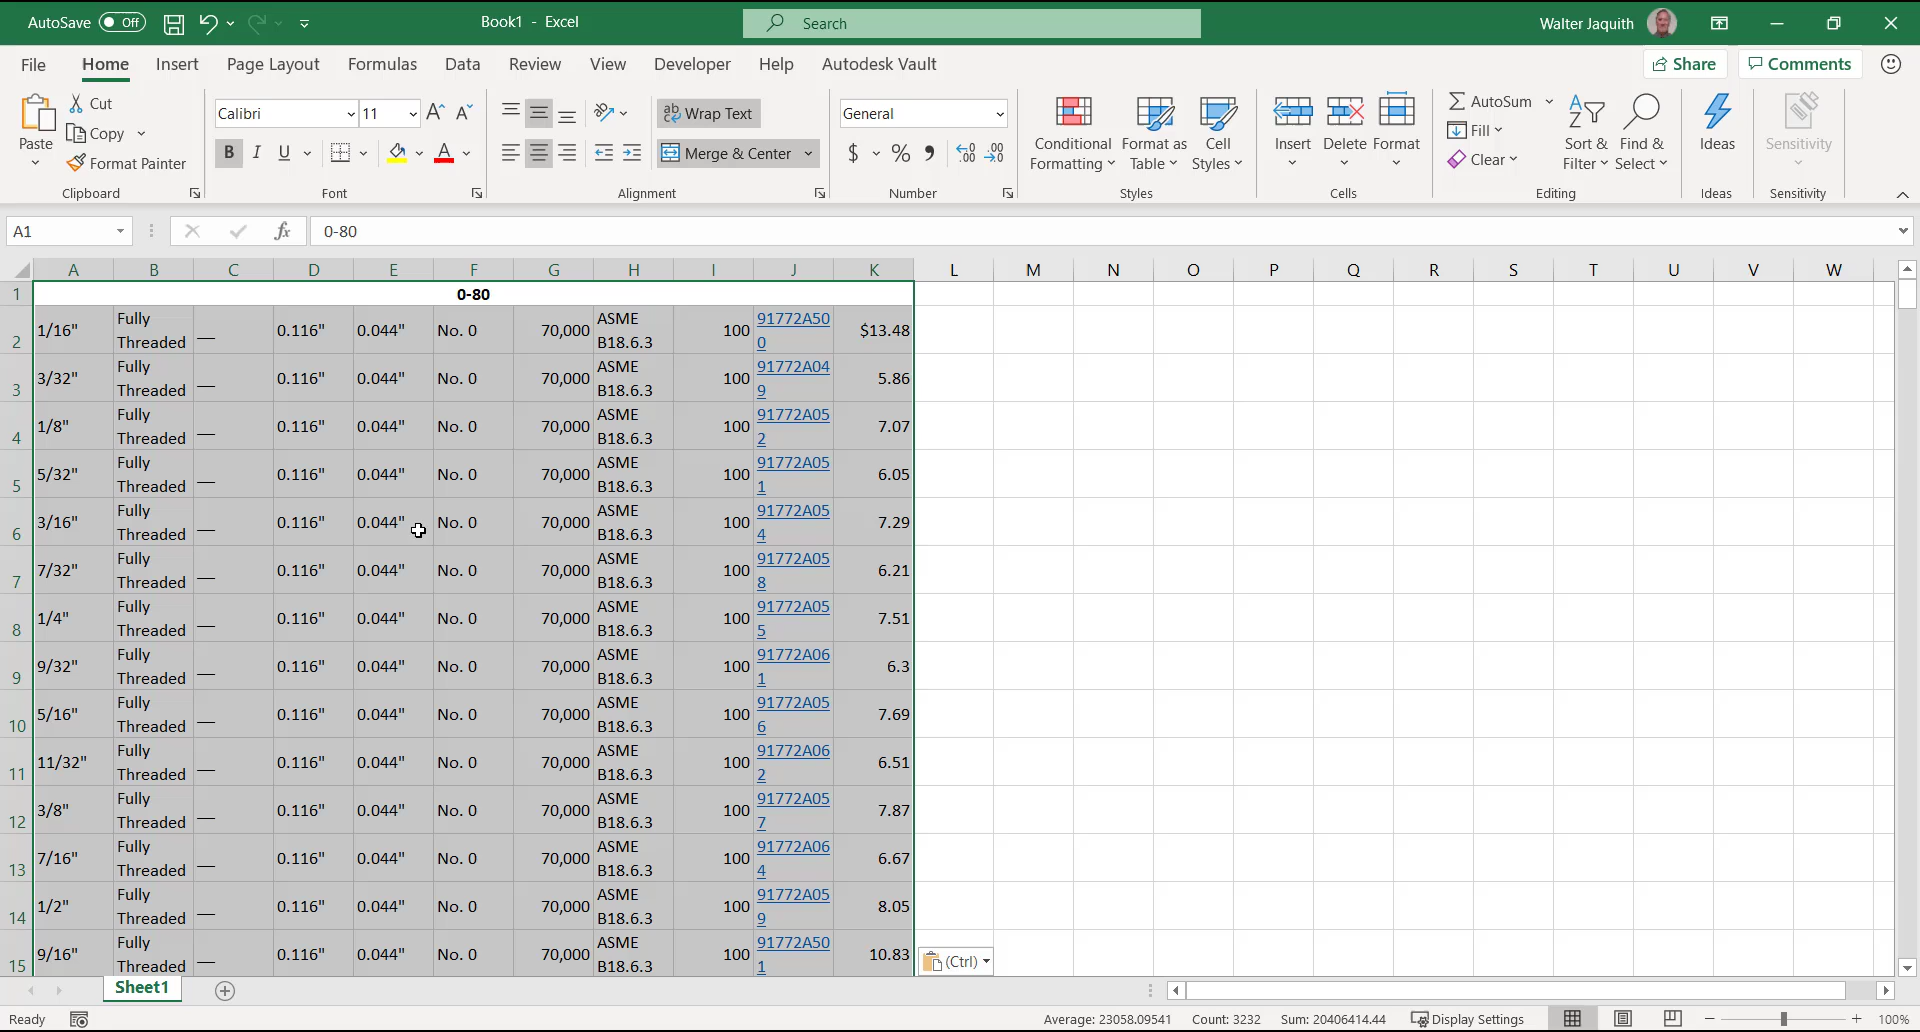 AutoSave Off Book1 - Excel Search Walter Jaquith
File Home Insert Page Layout Formulas Data Review View Developer Help Autodesk Vault Share Comments
Paste
Cut
Copy
Format Painter
Clipboard
Calibri 11
B I U
Font
Wrap Text
Merge & Center
Alignment
General
$ % 9
Number
Conditional Formatting
Format as Table
Cell Styles
Styles
Insert Delete Format
Cells
AutoSum
Fill
Clear
Sort & Filter
Find & Select
Editing
Ideas
Ideas
Sensitivity
Sensitivity
A1 fx 0-80
A B C D E F G H I J K L M N O P Q R S T U V W
1 0-80
2 1/16" Fully Threaded __ 0.116" 0.044" No. 0 70,000 ASME B18.6.3 100 91772A500 $13.48
3 3/32" Fully Threaded __ 0.116" 0.044" No. 0 70,000 ASME B18.6.3 100 91772A049 5.86
4 1/8" Fully Threaded __ 0.116" 0.044" No. 0 70,000 ASME B18.6.3 100 91772A052 7.07
5 5/32" Fully Threaded __ 0.116" 0.044" No. 0 70,000 ASME B18.6.3 100 91772A051 6.05
6 3/16" Fully Threaded __ 0.116" 0.044" No. 0 70,000 ASME B18.6.3 100 91772A054 7.29
7 7/32" Fully Threaded __ 0.116" 0.044" No. 0 70,000 ASME B18.6.3 100 91772A058 6.21
8 1/4" Fully Threaded __ 0.116" 0.044" No. 0 70,000 ASME B18.6.3 100 91772A055 7.51
9 9/32" Fully Threaded __ 0.116" 0.044" No. 0 70,000 ASME B18.6.3 100 91772A061 6.3
10 5/16" Fully Threaded __ 0.116" 0.044" No. 0 70,000 ASME B18.6.3 100 91772A056 7.69
11 11/32" Fully Threaded __ 0.116" 0.044" No. 0 70,000 ASME B18.6.3 100 91772A062 6.51
12 3/8" Fully Threaded __ 0.116" 0.044" No. 0 70,000 ASME B18.6.3 100 91772A057 7.87
13 7/16" Fully Threaded __ 0.116" 0.044" No. 0 70,000 ASME B18.6.3 100 91772A064 6.67
14 1/2" Fully Threaded __ 0.116" 0.044" No. 0 70,000 ASME B18.6.3 100 91772A059 8.05
15 9/16" Fully Threaded __ 0.116" 0.044" No. 0 70,000 ASME B18.6.3 100 91772A501 10.83
(Ctrl)
Sheet1
Ready Average: 23058.09541 Count: 3232 Sum: 20406414.44 Display Settings 100%